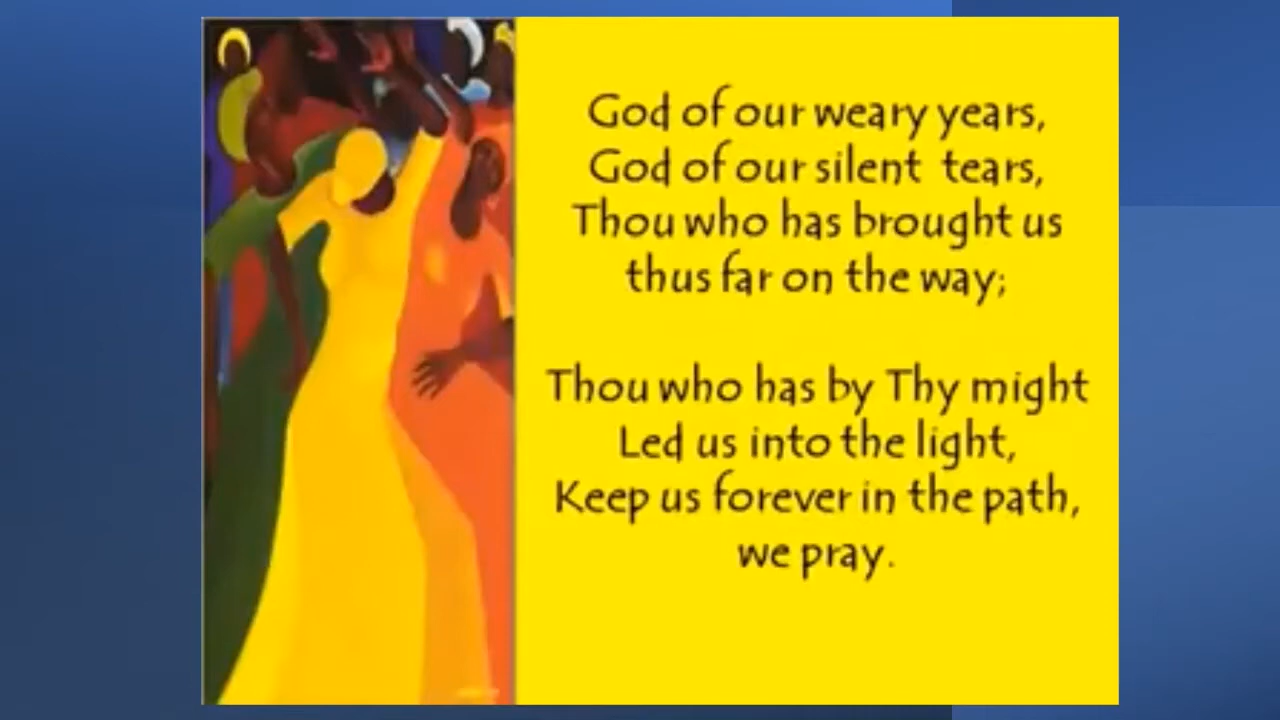 God of our weary years,
God of our silent tears,
Thou who has brought us
thus far on the way;
Thou who has by Thy might
Led us into the light,
Keep us forever in the path,
we pray.